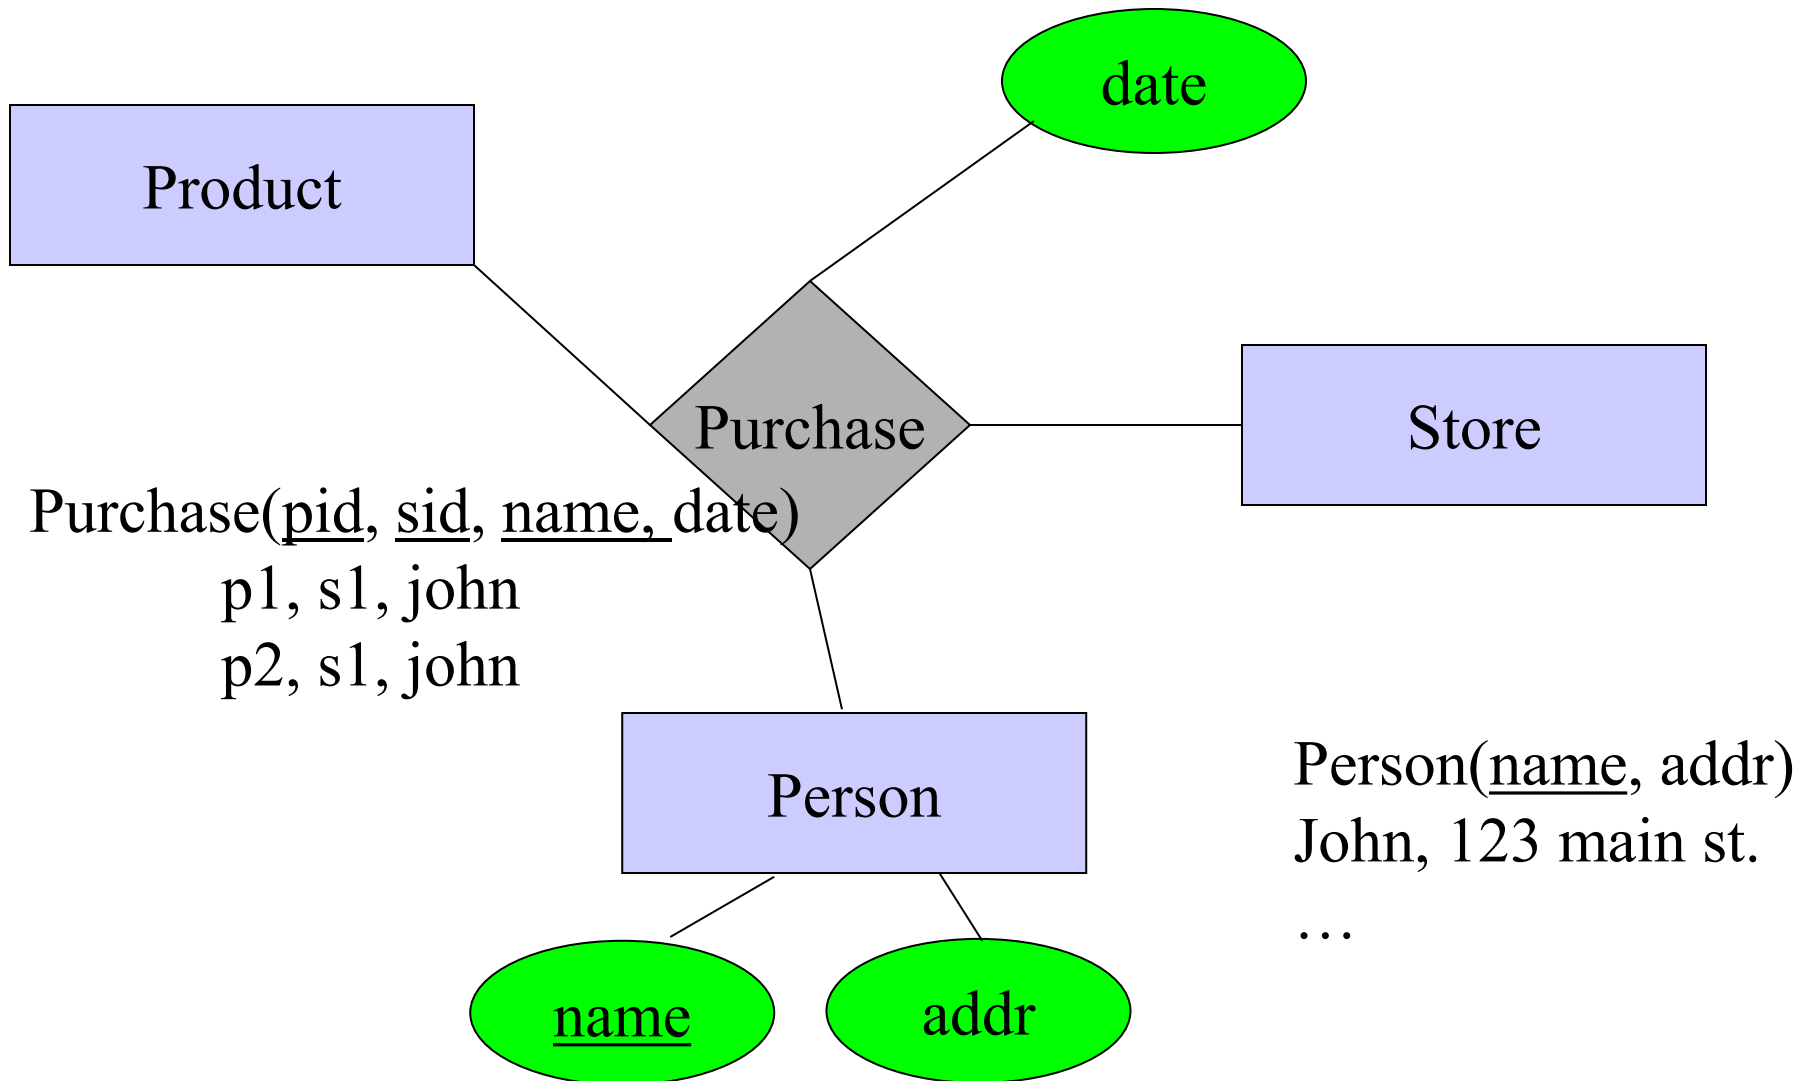 date
Product
Purchase
Store
Purchase(pid, sid, name, date)
p1, s1, john
p2, s1, john
Person
Person(name, addr)
John, 123 main st.
…
name
addr